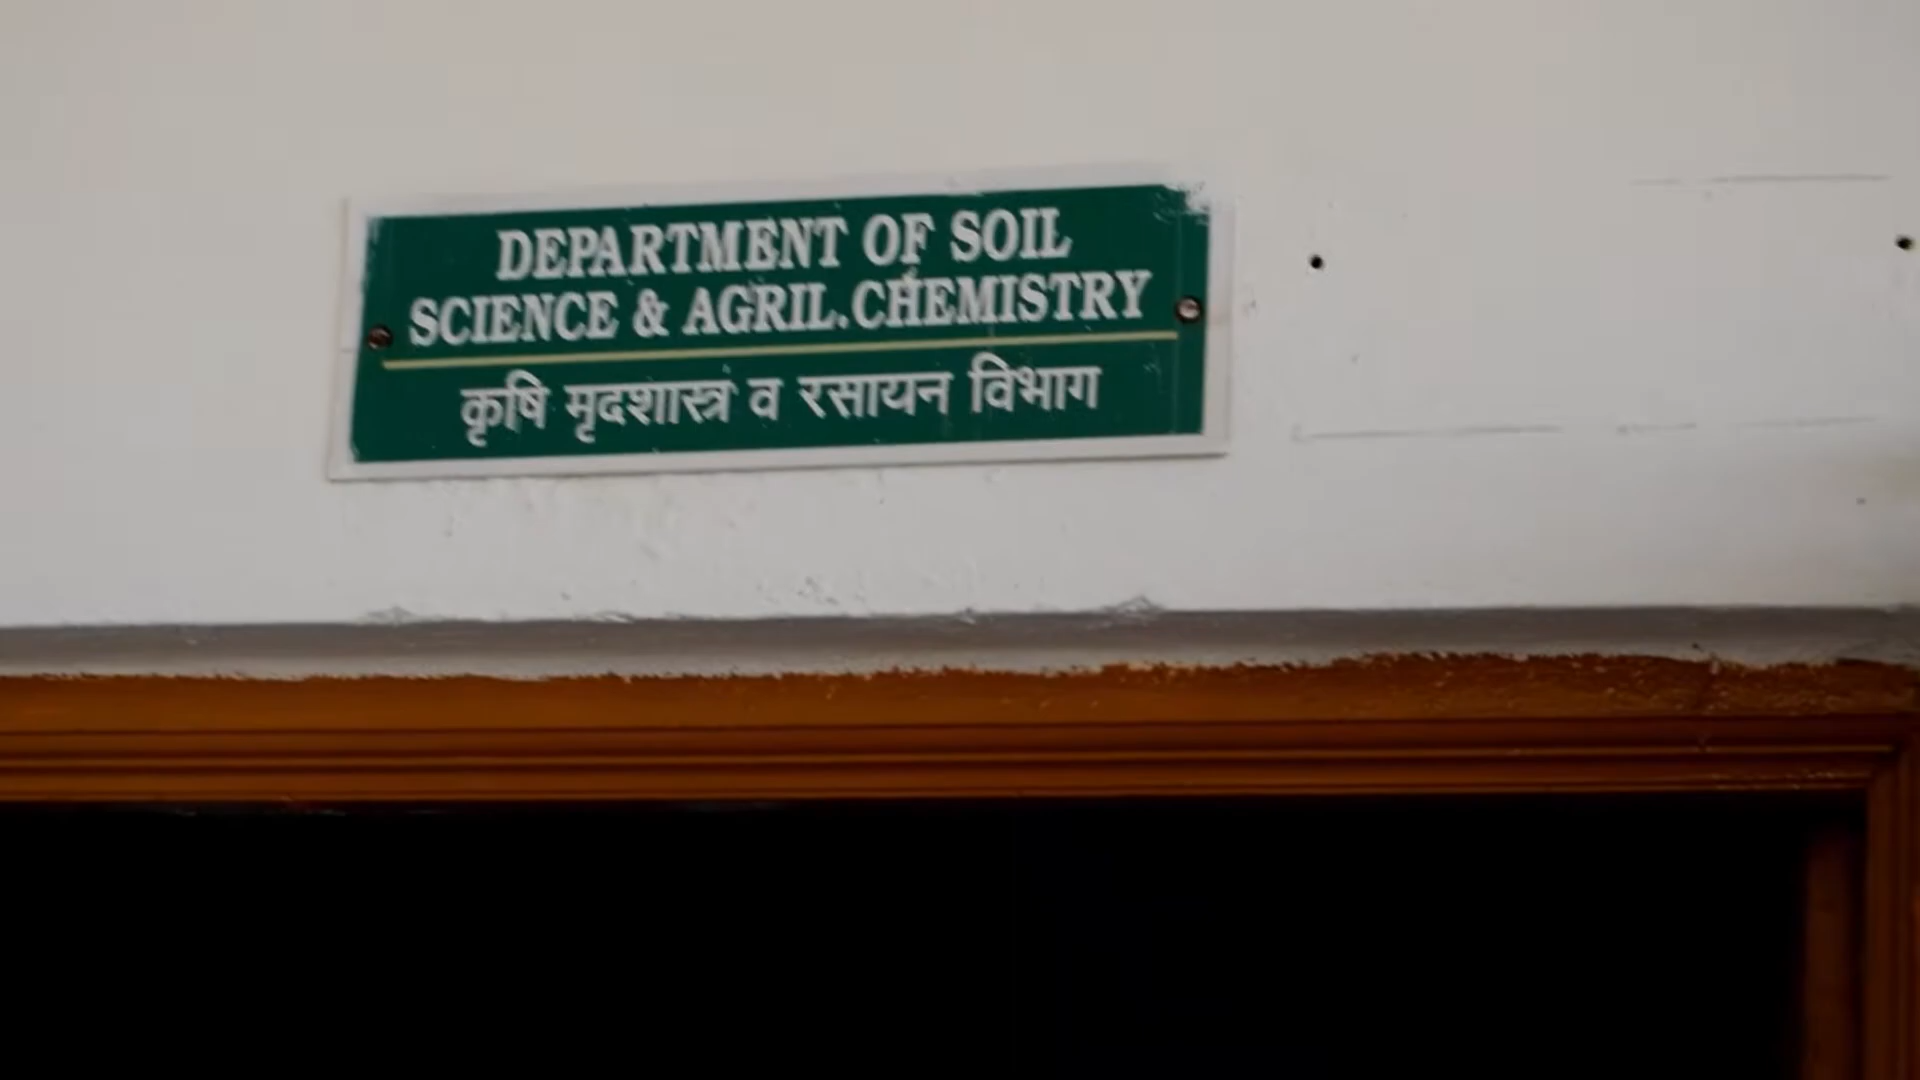 DEPARTMENT OF SOIL
SCIENCE & AGRIL.CHEMISTRY
कृषि मृदशास्त्र व रसायन विभाग